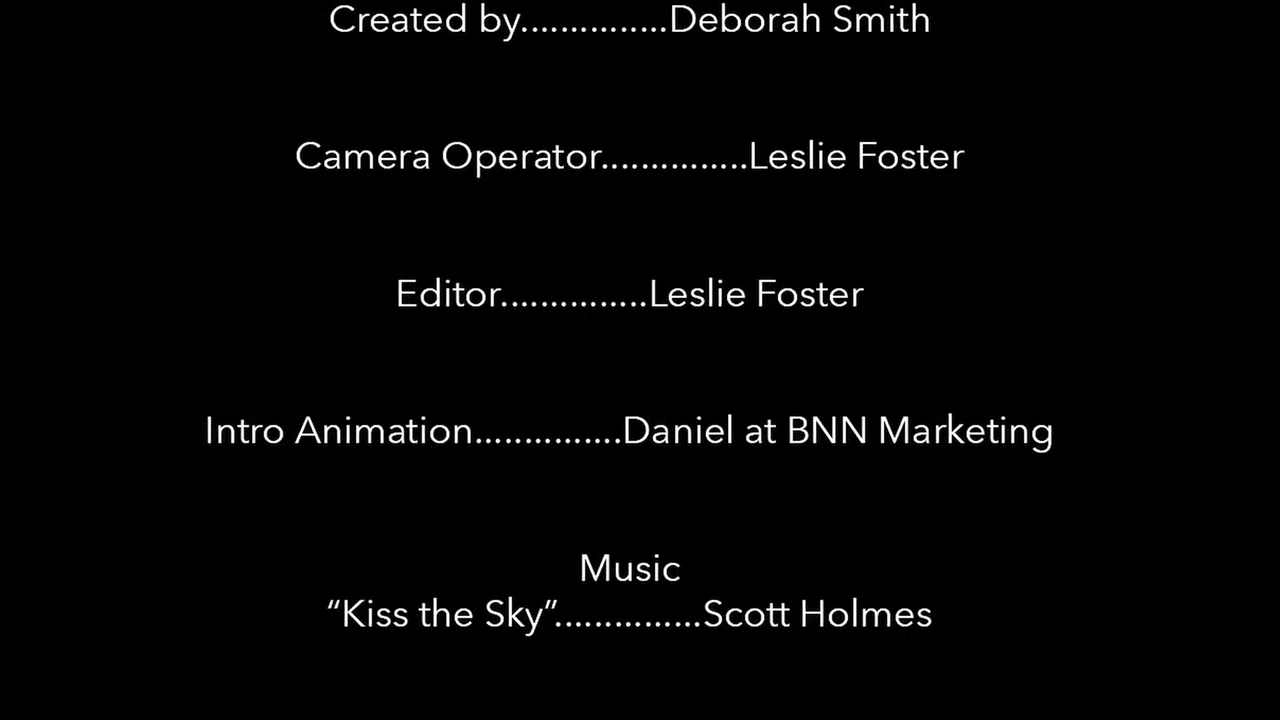 Created by...............Deborah Smith
Camera Operator...............Leslie Foster
Editor...............Leslie Foster
Intro Animation...............Daniel at BNN Marketing
Music
“Kiss the Sky”...............Scott Holmes